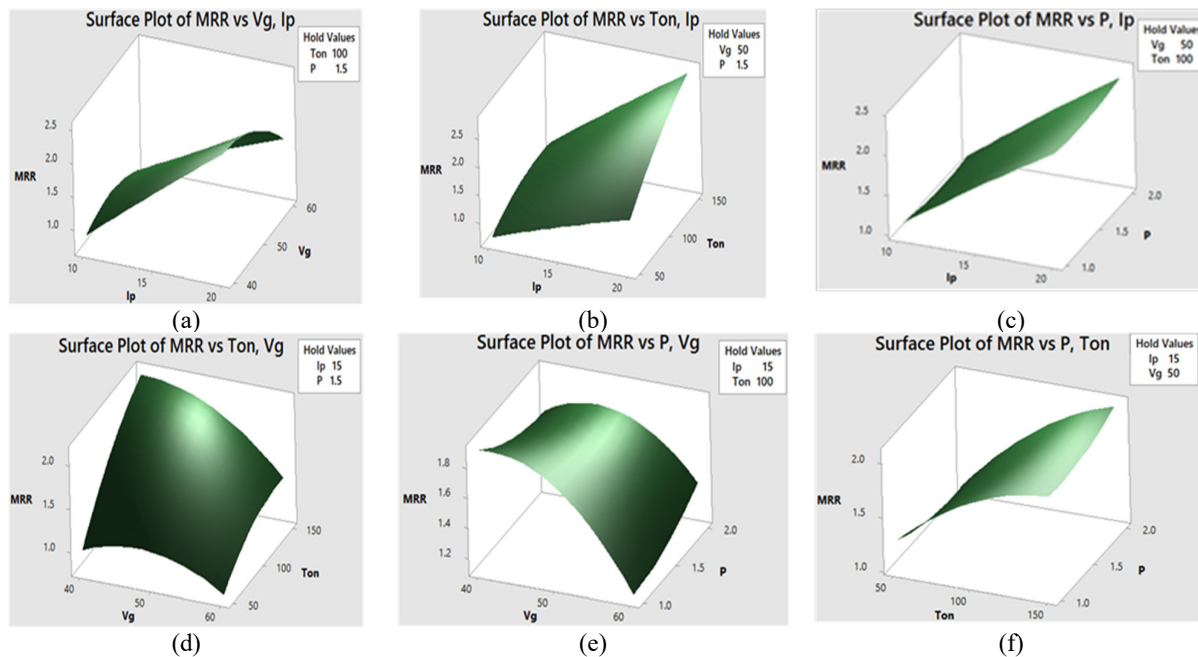 Surface Plot of MRR vs Vg, Ip
Hold Values
Ton 100
P 1.5
2.5
2.0
MRR
1.5
1.0
10
15
Ip
20
40
50
Vg
60
(a)
Surface Plot of MRR vs Ton, Ip
Hold Values
Vg 50
P 1.5
2.5
2.0
MRR
1.5
1.0
10
15
Ip
20
50
100
Ton
150
(b)
Surface Plot of MRR vs P, Ip
Hold Values
Vg 50
Ton 100
2.5
2.0
MRR
1.5
1.0
10
15
Ip
20
1.0
1.5
P
2.0
(c)
Surface Plot of MRR vs Ton, Vg
Hold Values
Ip 15
P 1.5
2.0
MRR
1.5
1.0
40
50
Vg
60
50
100
Ton
150
(d)
Surface Plot of MRR vs P, Vg
Hold Values
Ip 15
Ton 100
1.8
MRR
1.6
1.4
1.2
40
50
Vg
60
1.0
1.5
P
2.0
(e)
Surface Plot of MRR vs P, Ton
Hold Values
Ip 15
Vg 50
2.0
MRR
1.5
1.0
50
100
Ton
150
1.0
1.5
P
2.0
(f)